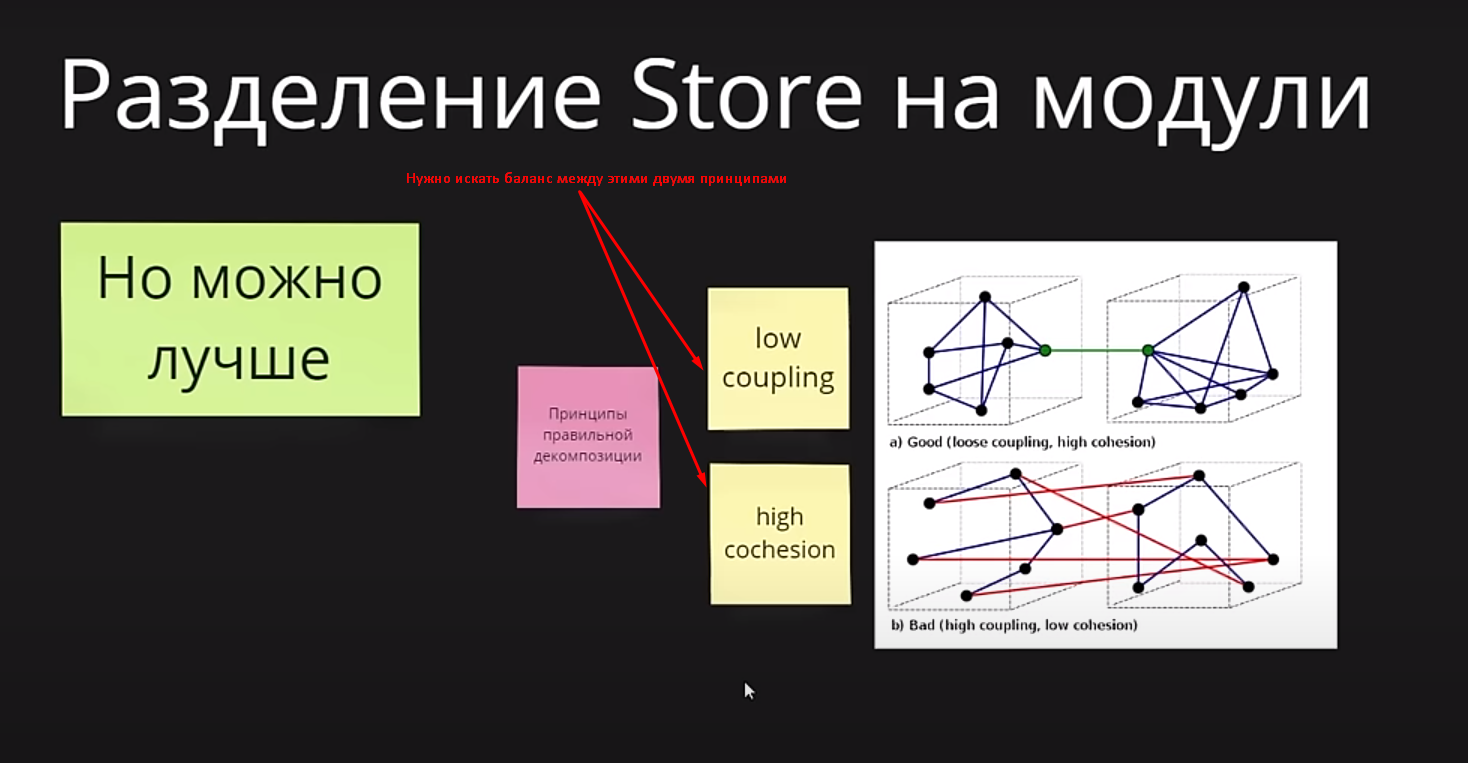 Разделение Store на модули
Нужно искать баланс между этими двумя принципами
Но можно
лучше
Принципы
правильной
декомпозиции
low
coupling
high
cochesion
a) Good (loose coupling, high cohesion)
b) Bad (high coupling, low cohesion)